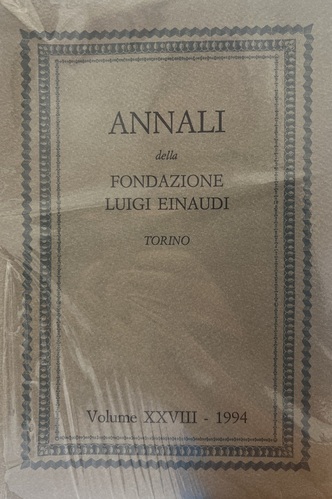 ANNALI
della
FONDAZIONE
LUIGI EINAUDI
TORINO
Volume XXVIII - 1994